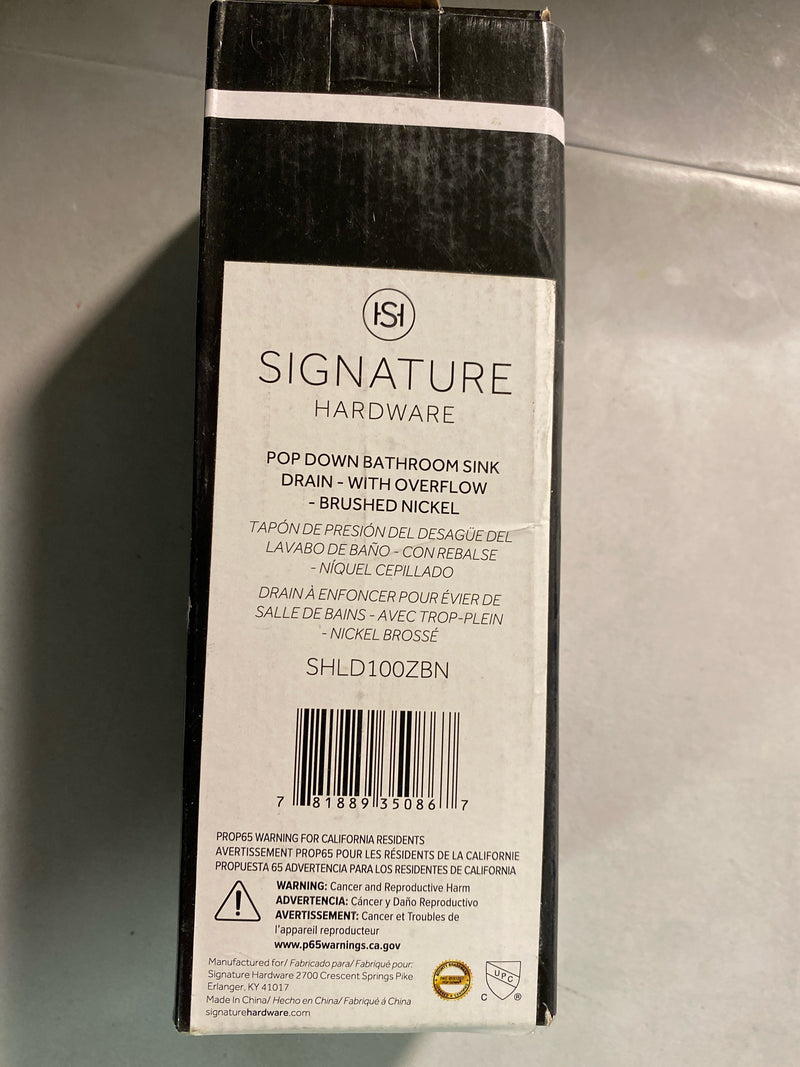 HSH
SIGNATURE
HARDWARE
POP DOWN BATHROOM SINK
DRAIN - WITH OVERFLOW
- BRUSHED NICKEL
TAPÓN DE PRESIÓN DEL DESAGÜE DEL
LAVABO DE BAÑO - CON REBALSE
- NÍQUEL CEPILLADO
DRAIN À ENFONCER POUR ÉVIER DE
SALLE DE BAINS - AVEC TROP-PLEIN
- NICKEL BROSSÉ
SHLD100ZBN
7 81889 35086 7
PROP65 WARNING FOR CALIFORNIA RESIDENTS
AVERTISSEMENT PROP65 POUR LES RÉSIDENTS DE LA CALIFORNIE
PROPUESTA 65 ADVERTENCIA PARA LOS RESIDENTES DE CALIFORNIA
WARNING: Cancer and Reproductive Harm
ADVERTENCIA: Cáncer y Daño Reproductivo
AVERTISSEMENT: Cancer et Troubles de
l'appareil reproducteur
www.p65warnings.ca.gov
Manufactured for/ Fabricado para/ Fabriqué pour:
Signature Hardware 2700 Crescent Springs Pike
Erlanger, KY 41017
Made In China/ Hecho en China/ Fabriqué á China
signaturehardware.com
UPC
C ®